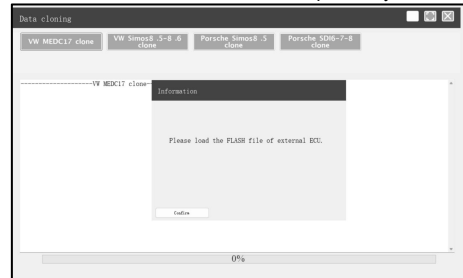 Data cloning
VW MEDC17 clone
VW Simos8 .5-8 .6
clone
Porsche Simos8 .5
clone
Porsche SDI6-7-8
clone
--------------------VW MEDC17 clone-
Information
Please load the FLASH file of external ECU.
Confirm
0%